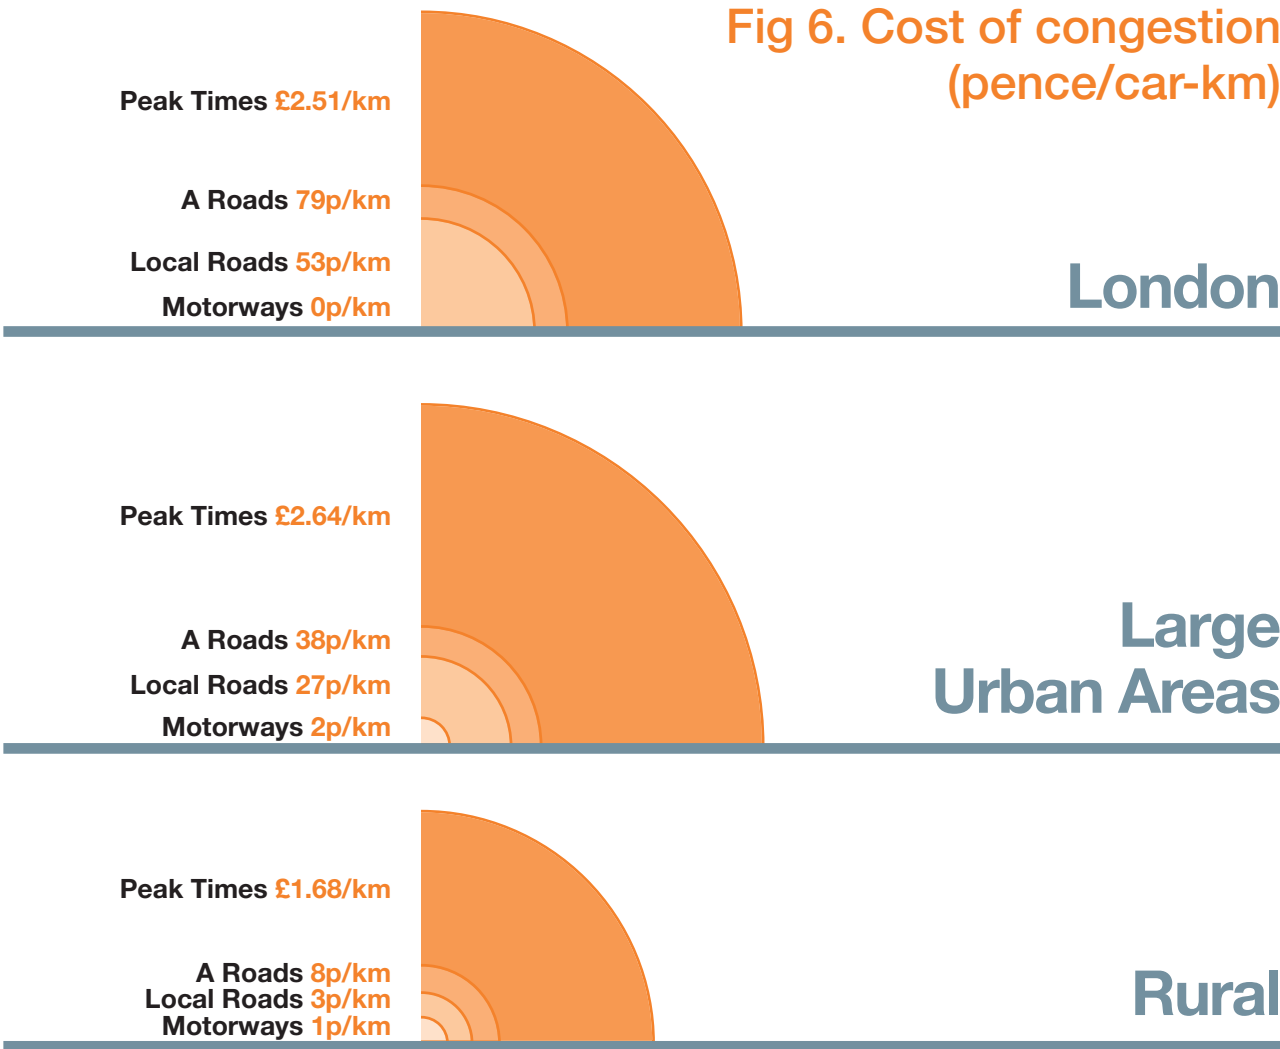 Fig 6. Cost of congestion
(pence/car-km)
Peak Times £2.51/km
A Roads 79p/km
Local Roads 53p/km
Motorways 0p/km
London
Peak Times £2.64/km
A Roads 38p/km
Local Roads 27p/km
Motorways 2p/km
Large
Urban Areas
Peak Times £1.68/km
A Roads 8p/km
Local Roads 3p/km
Motorways 1p/km
Rural